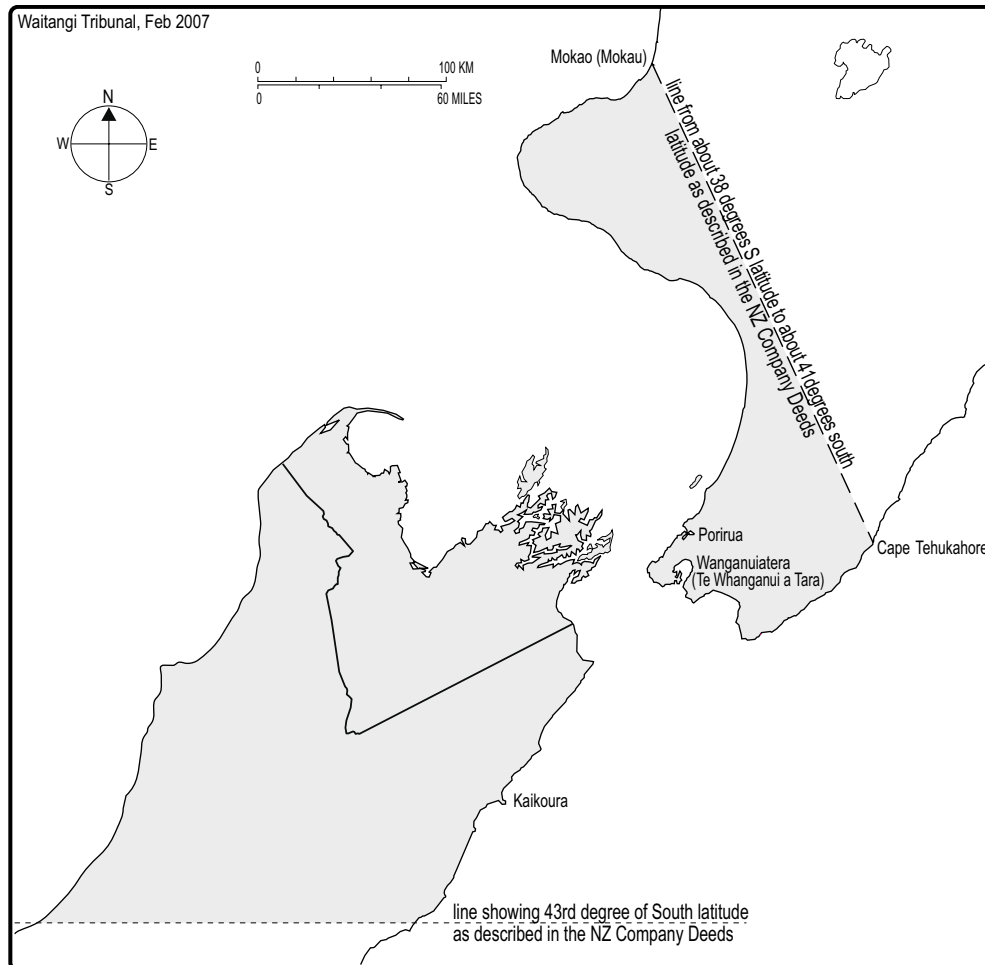 Waitangi Tribunal, Feb 2007
0 100 KM
0 60 MILES
N
W E
S
Mokao (Mokau)
line from about 38 degrees S latitude to about 41degrees south
latitude as described in the NZ Company Deeds
Porirua
Cape Tehukahore
Wanganuiatera
(Te Whanganui a Tara)
Kaikoura
line showing 43rd degree of South latitude
as described in the NZ Company Deeds